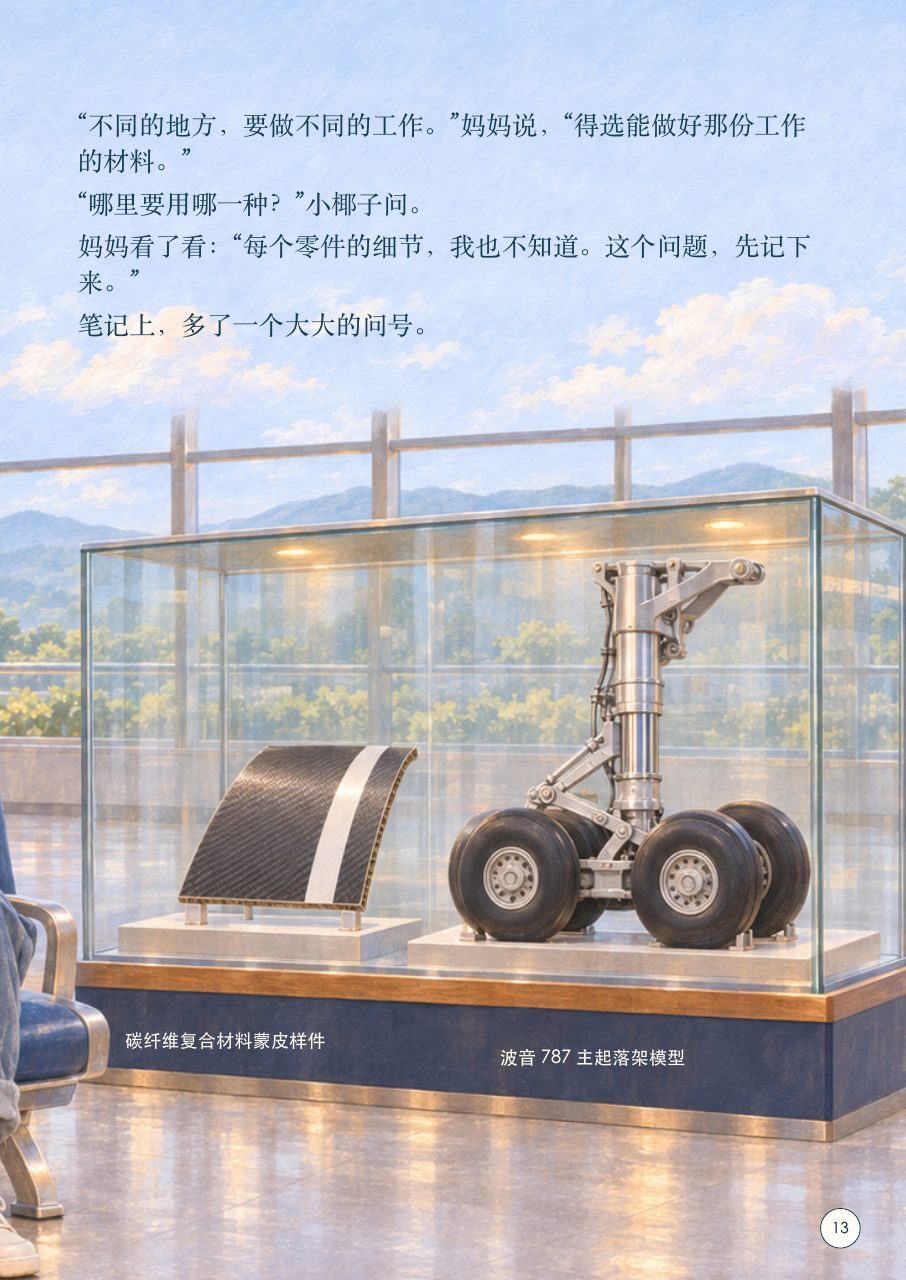 “不同的地方，要做不同的工作。”妈妈说，“得选能做好那份工作
的材料。”
“哪里要用哪一种？”小椰子问。
妈妈看了看：“每个零件的细节，我也不知道。这个问题，先记下
来。”
笔记上，多了一个大大的问号。
碳纤维复合材料蒙皮样件
波音 787 主起落架模型
13